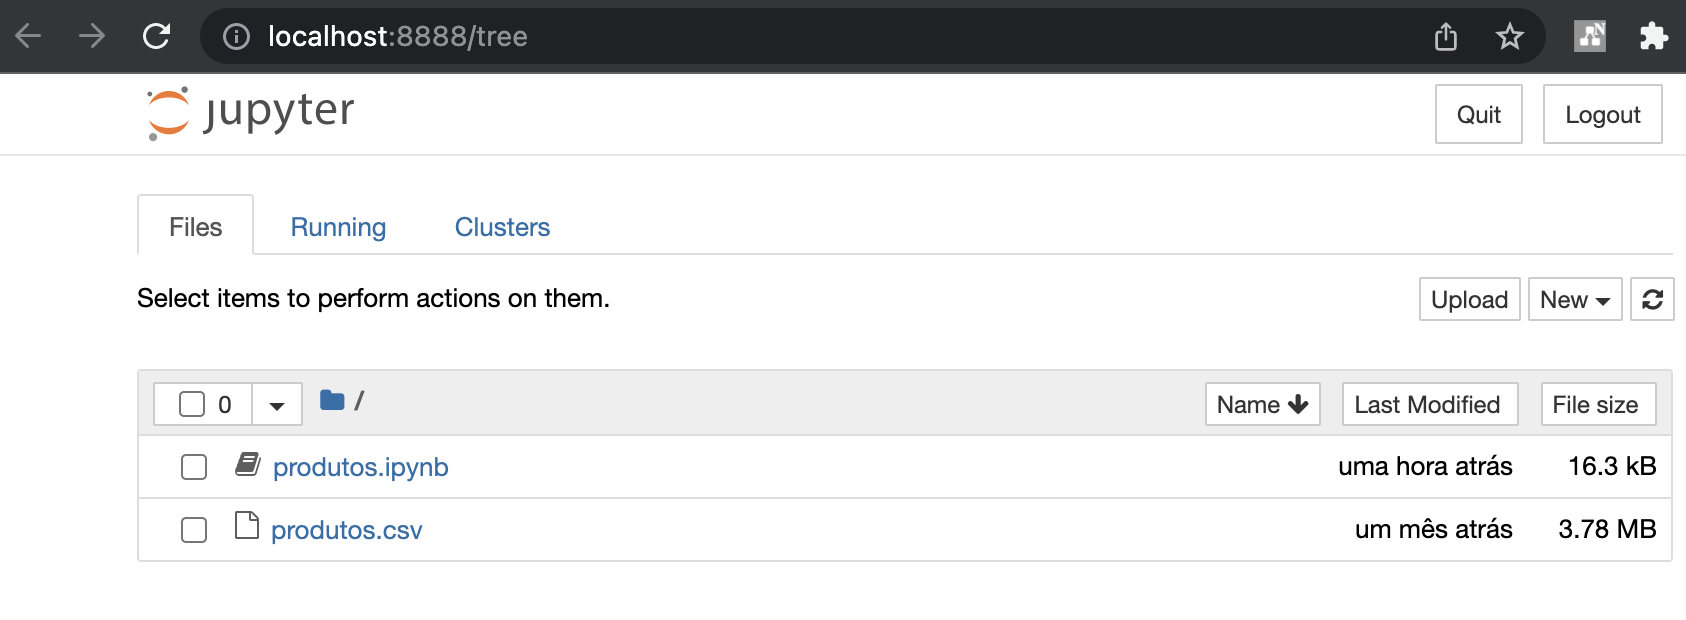 localhost:8888/tree
jupyter
Quit Logout
Files Running Clusters
Select items to perform actions on them.
Upload New
0 / Name Last Modified File size
produtos.ipynb uma hora atrás 16.3 kB
produtos.csv um mês atrás 3.78 MB